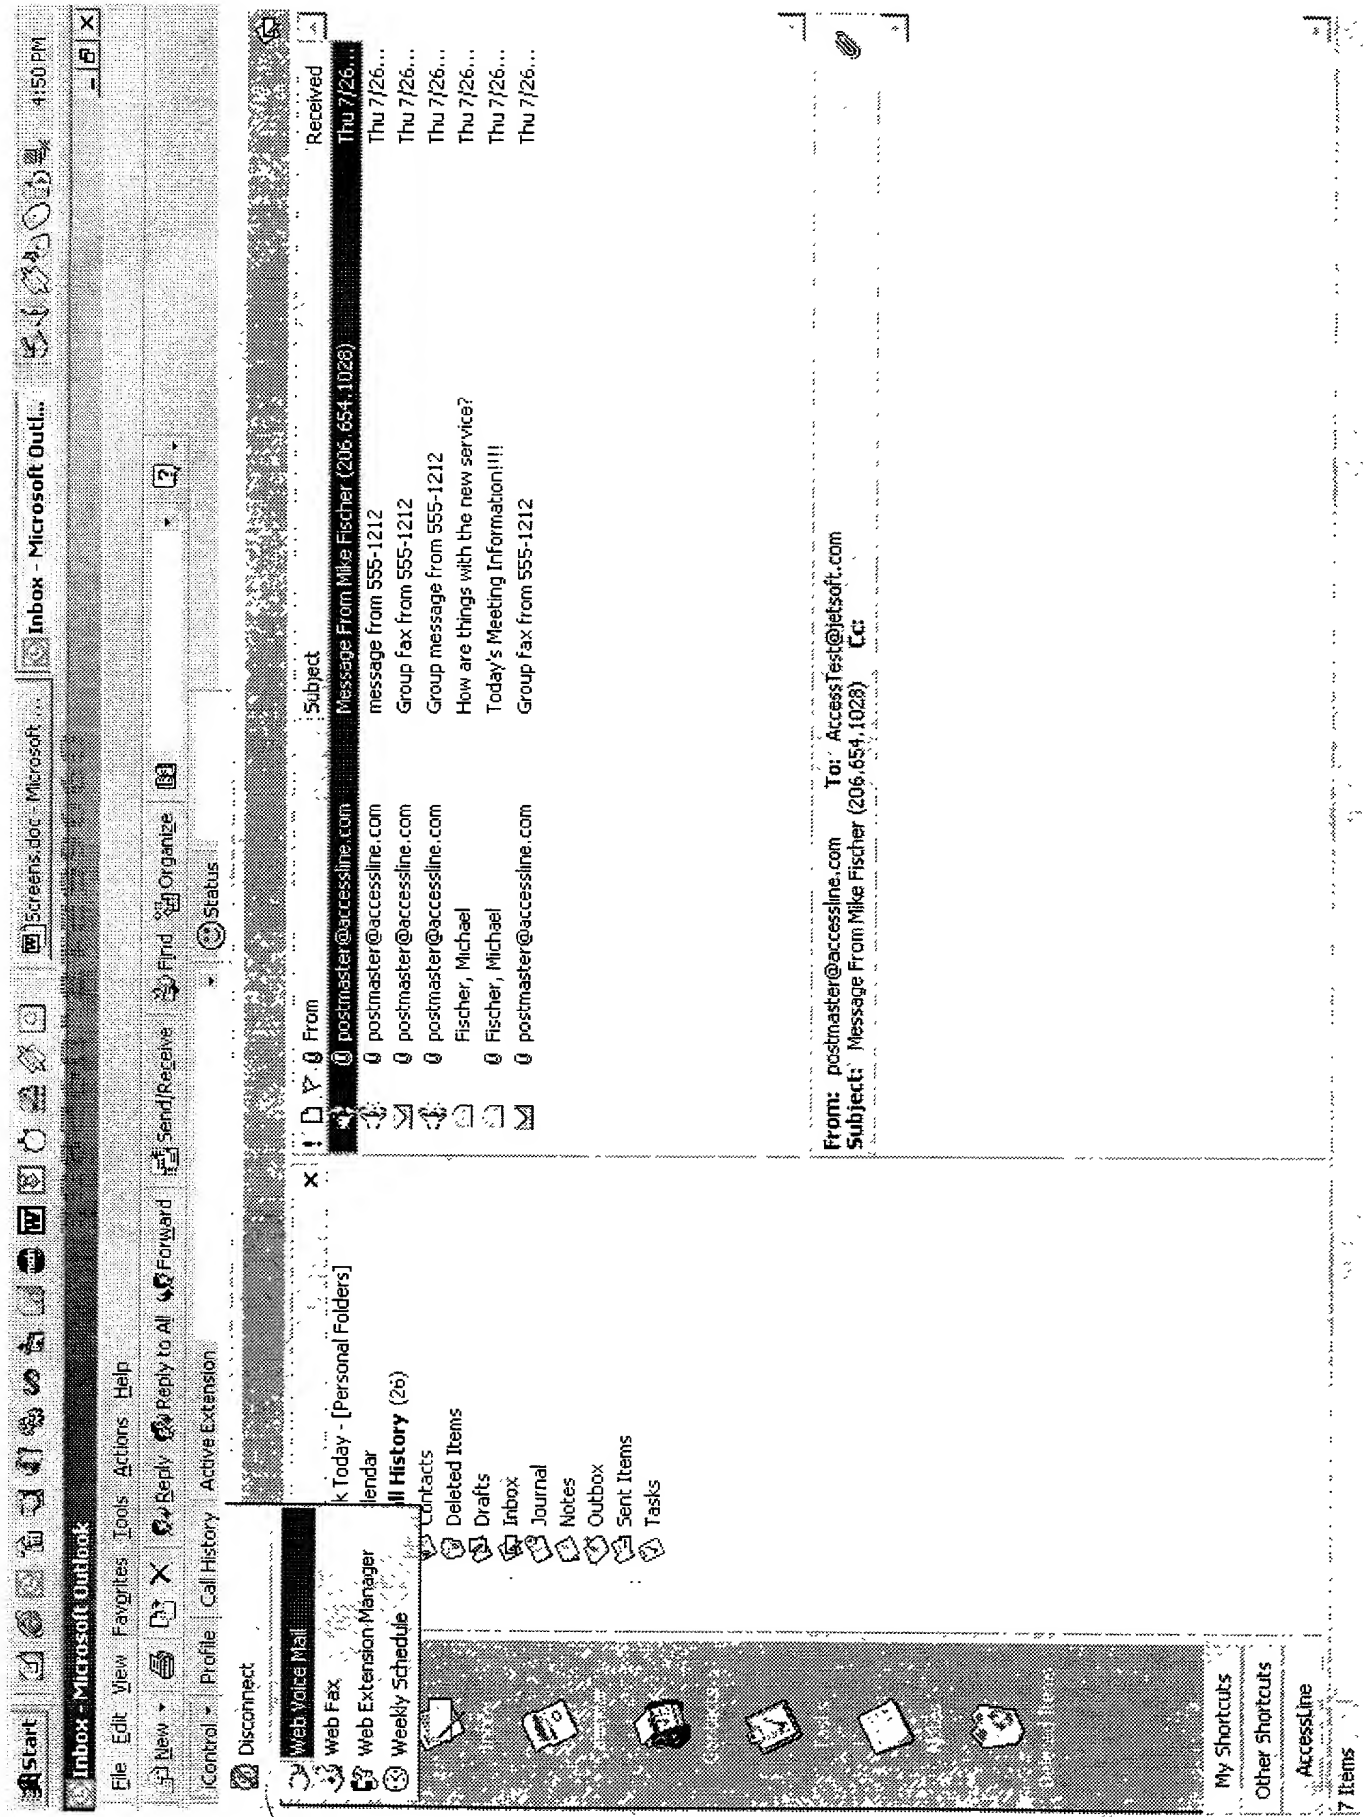 Start
Screens.doc - Microsoft ...
Inbox - Microsoft Outl...
4:50 PM
Inbox - Microsoft Outlook
File Edit View Favorites Tools Actions Help
New Reply Reply to All Forward Send/Receive Find Organize
Control Profile Call History Active Extension Status
Disconnect
Web Voice Mail
Web Fax
Web Extension Manager
Weekly Schedule
k Today - [Personal Folders]
lendar
ll History (26)
Contacts
Deleted Items
Drafts
Inbox
Journal
Notes
Outbox
Sent Items
Tasks
! From Subject Received
postmaster@accessline.com Message From Mike Fischer (206.654.1028) Thu 7/26...
postmaster@accessline.com message from 555-1212 Thu 7/26...
postmaster@accessline.com Group fax from 555-1212 Thu 7/26...
postmaster@accessline.com Group message from 555-1212 Thu 7/26...
Fischer, Michael How are things with the new service? Thu 7/26...
Fischer, Michael Today's Meeting Information!!!! Thu 7/26...
postmaster@accessline.com Group fax from 555-1212 Thu 7/26...
From: postmaster@accessline.com To: AccessTest@jetsoft.com
Subject: Message From Mike Fischer (206.654.1028) Cc:
My Shortcuts
Other Shortcuts
AccessLine
7 Items